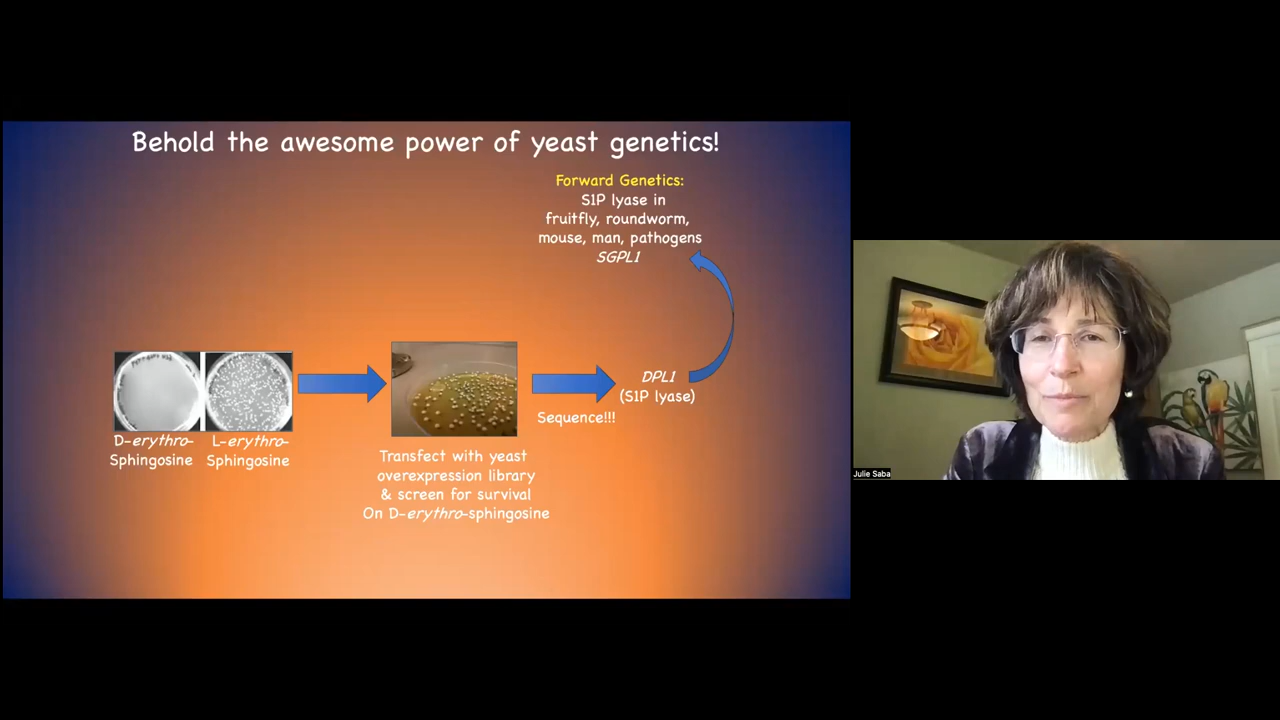 Behold the awesome power of yeast genetics!
Forward Genetics:
S1P lyase in
fruitfly, roundworm,
mouse, man, pathogens
SGPL1
D-erythro-
Sphingosine
L-erythro-
Sphingosine
Transfect with yeast
overexpression library
& screen for survival
On D-erythro-sphingosine
Sequence!!!
DPL1
(S1P lyase)
Julie Saba